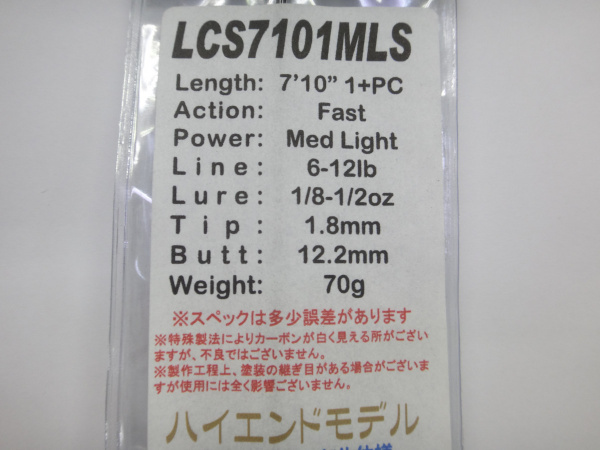 LCS7101MLS
Length: 7'10" 1+PC
Action: Fast
Power: Med Light
Line: 6-12lb
Lure: 1/8-1/2oz
Tip: 1.8mm
Butt: 12.2mm
Weight: 70g
※スペックは多少誤差があります
※特殊製法によりカーボンが白く見える所がござい
ますが、不良ではございません。
※製作工程上、塗装の継ぎ目がある場合がございま
すが使用には全く影響ございません。
ハイエンドモデル